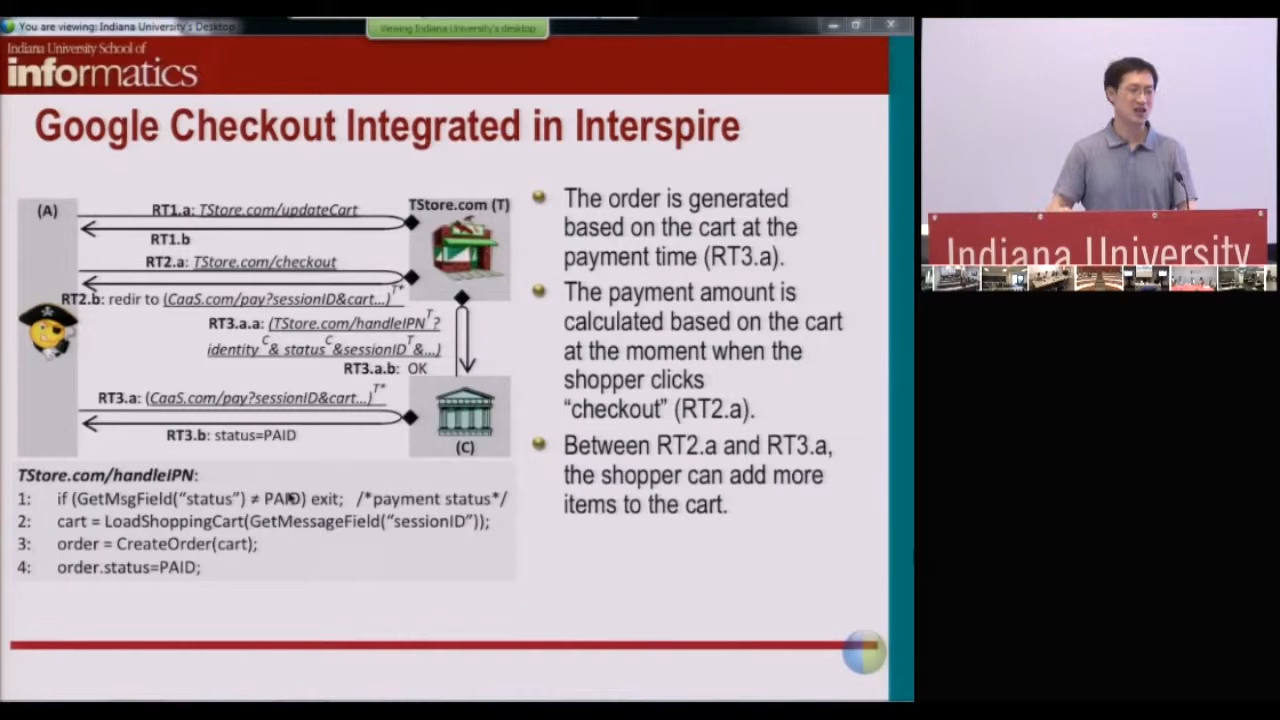 You are viewing: Indiana University's Desktop
Viewing Indiana University's desktop
Indiana University School of
informatics
Google Checkout Integrated in Interspire
(A)
RT1.a: TStore.com/updateCart
RT1.b
TStore.com (T)
RT2.a: TStore.com/checkout
RT2.b: redir to (CaaS.com/pay?sessionID&cart...)T*
RT3.a.a: (TStore.com/handleIPNT?
identityC& statusC&sessionIDT&...)
RT3.a.b: OK
RT3.a: (CaaS.com/pay?sessionID&cart...)T*
RT3.b: status=PAID
(C)
TStore.com/handleIPN:
1: if (GetMsgField("status") ≠ PAID) exit; /*payment status*/
2: cart = LoadShoppingCart(GetMessageField("sessionID"));
3: order = CreateOrder(cart);
4: order.status=PAID;
The order is generated
based on the cart at the
payment time (RT3.a).
The payment amount is
calculated based on the cart
at the moment when the
shopper clicks
"checkout" (RT2.a).
Between RT2.a and RT3.a,
the shopper can add more
items to the cart.
Indiana University